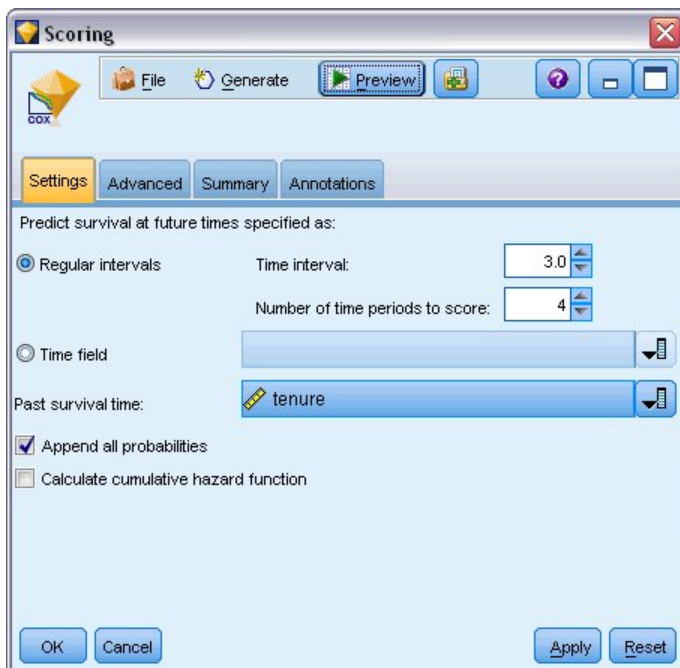 Scoring
File Generate Preview
COX
Settings Advanced Summary Annotations
Predict survival at future times specified as:
Regular intervals Time interval: 3.0
Number of time periods to score: 4
Time field
Past survival time: tenure
Append all probabilities
Calculate cumulative hazard function
OK Cancel Apply Reset